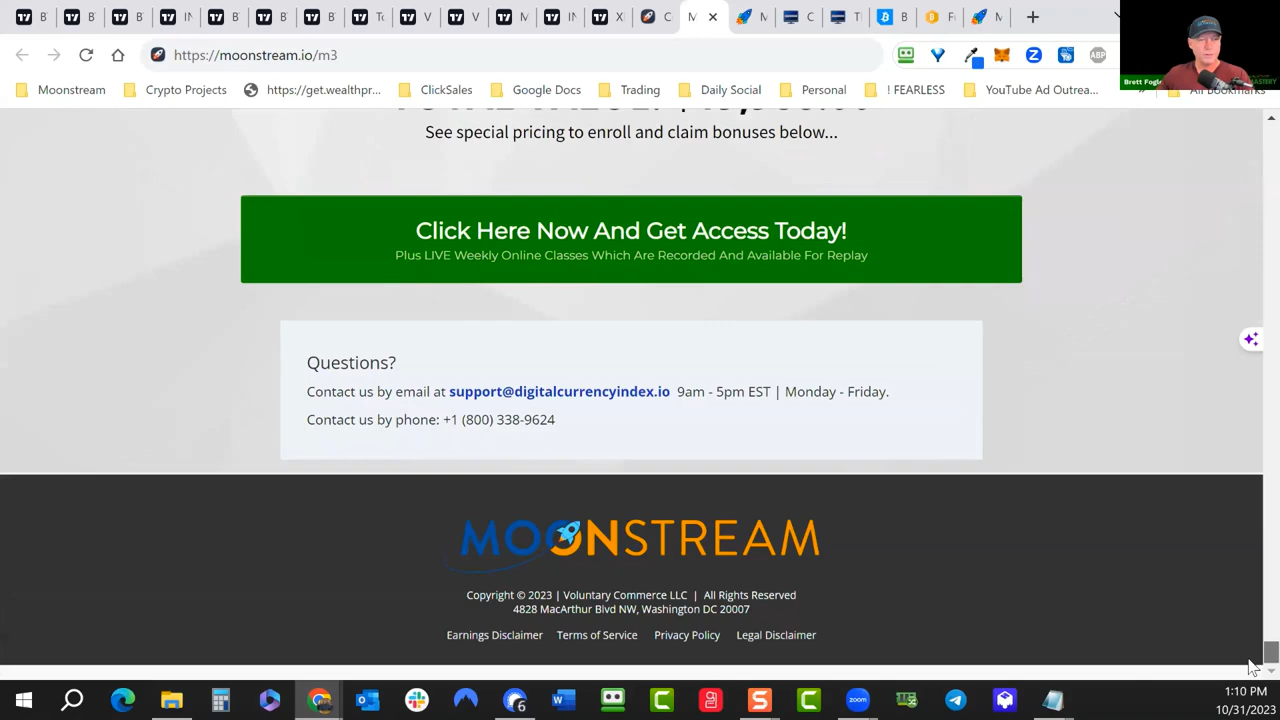 https://moonstream.io/m3
Brett Fogle
Moonstream
Crypto Projects
https://get.wealthpr...
ClickSales
Google Docs
Trading
Daily Social
Personal
! FEARLESS
YouTube Ad Outrea...
»
All Bookmarks
See special pricing to enroll and claim bonuses below...
Click Here Now And Get Access Today!
Plus LIVE Weekly Online Classes Which Are Recorded And Available For Replay
Questions?
Contact us by email at support@digitalcurrencyindex.io 9am - 5pm EST | Monday - Friday.
Contact us by phone: +1 (800) 338-9624
MOONSTREAM
Copyright © 2023 | Voluntary Commerce LLC | All Rights Reserved
4828 MacArthur Blvd NW, Washington DC 20007
Earnings Disclaimer Terms of Service Privacy Policy Legal Disclaimer
zoom
1:10 PM
10/31/2023